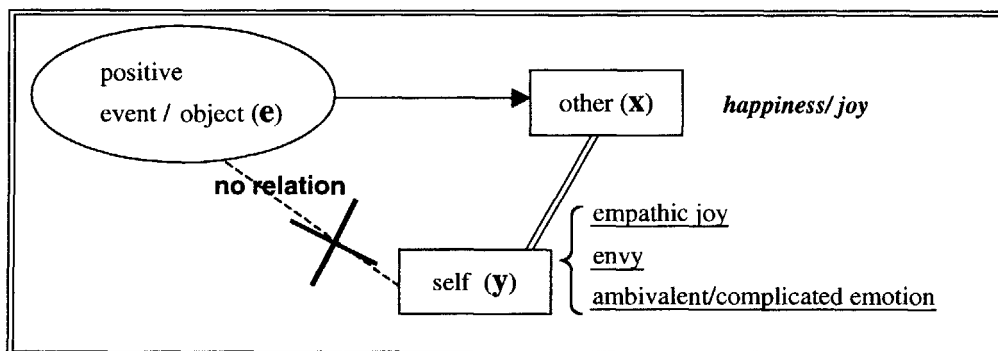 positive
event / object (e)
other (x)
happiness/ joy
no relation
self (y)
empathic joy
envy
ambivalent/complicated emotion